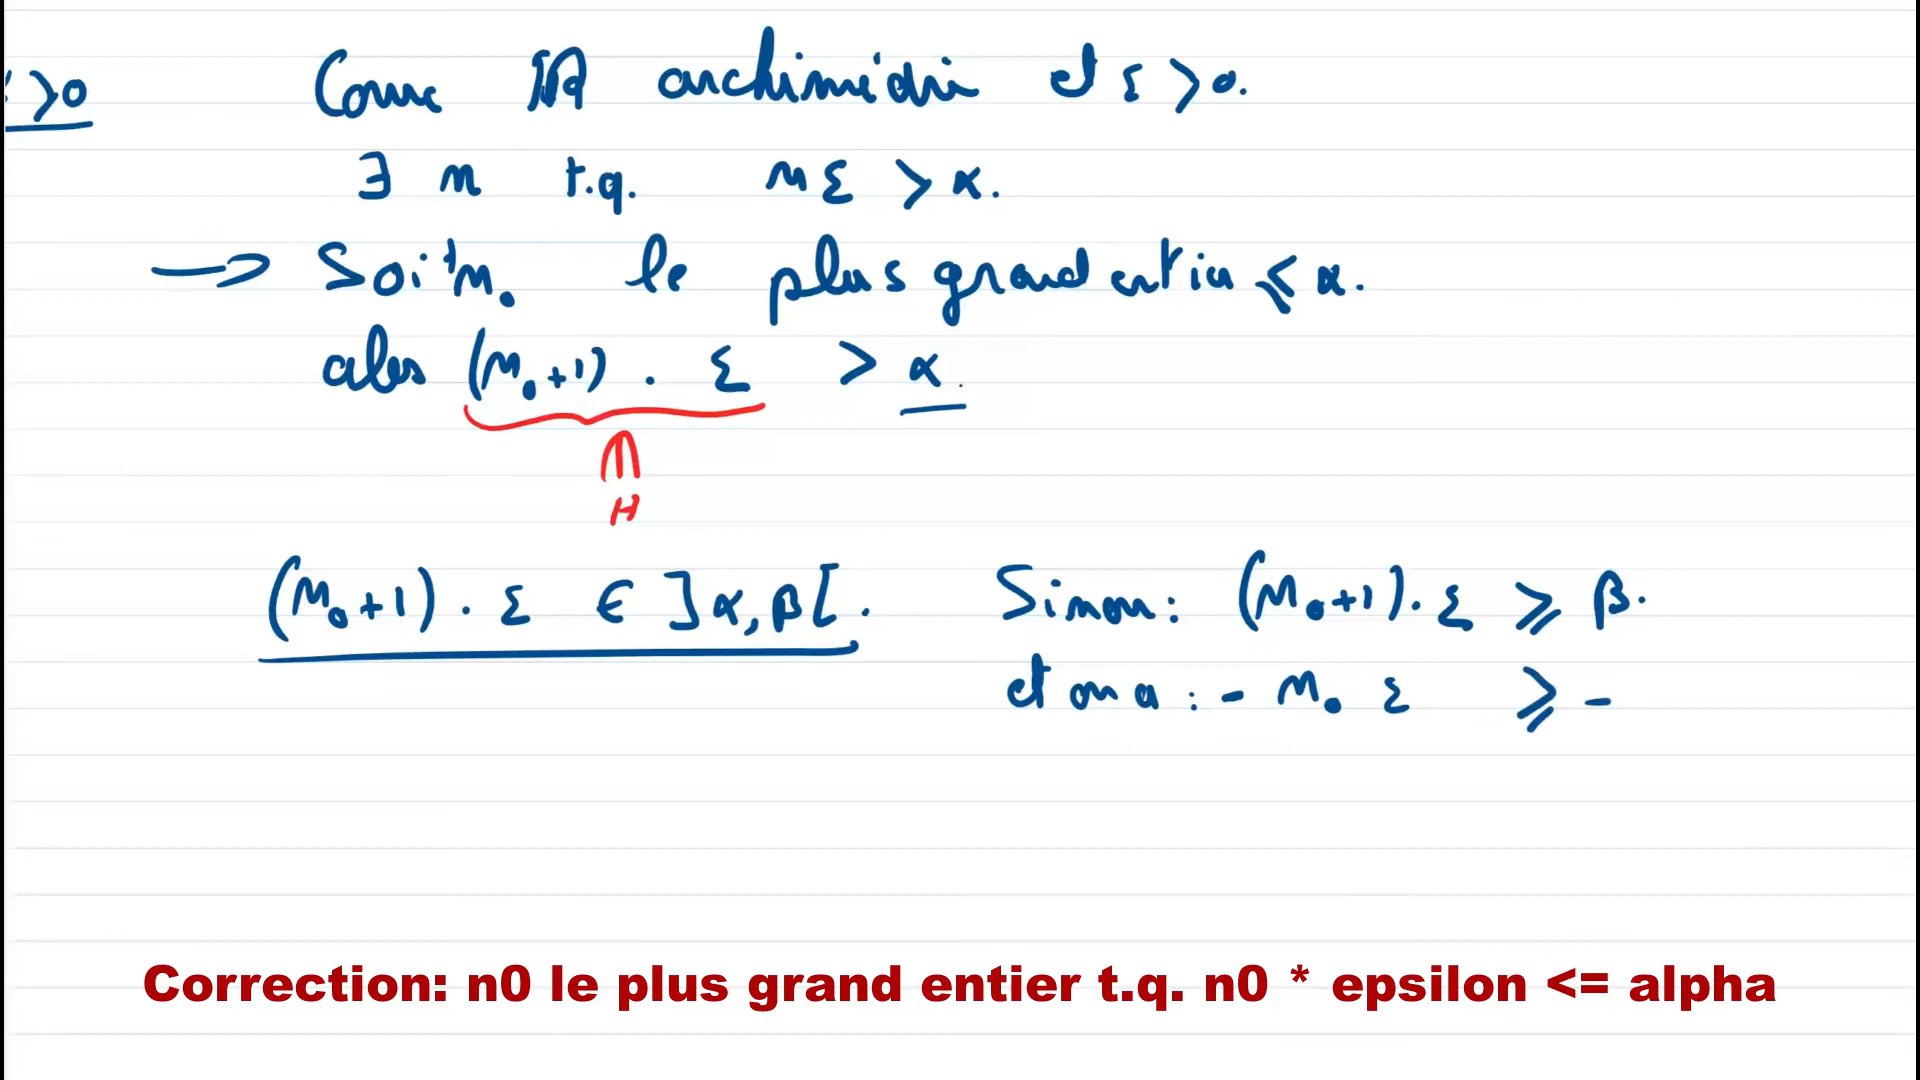 >0 Comme ℝ archimédien et ε >0.
∃ n t.q. nε > α.
→ Soit n₀ le plus grand entier ⩽ α.
alors (n₀+1) . ε > α.
H
(n₀+1) . ε ∈ ]α,β[. Sinon: (n₀+1). ε ⩾ β.
et on a : - n₀ ε ⩾ -
Correction: n0 le plus grand entier t.q. n0 * epsilon <= alpha